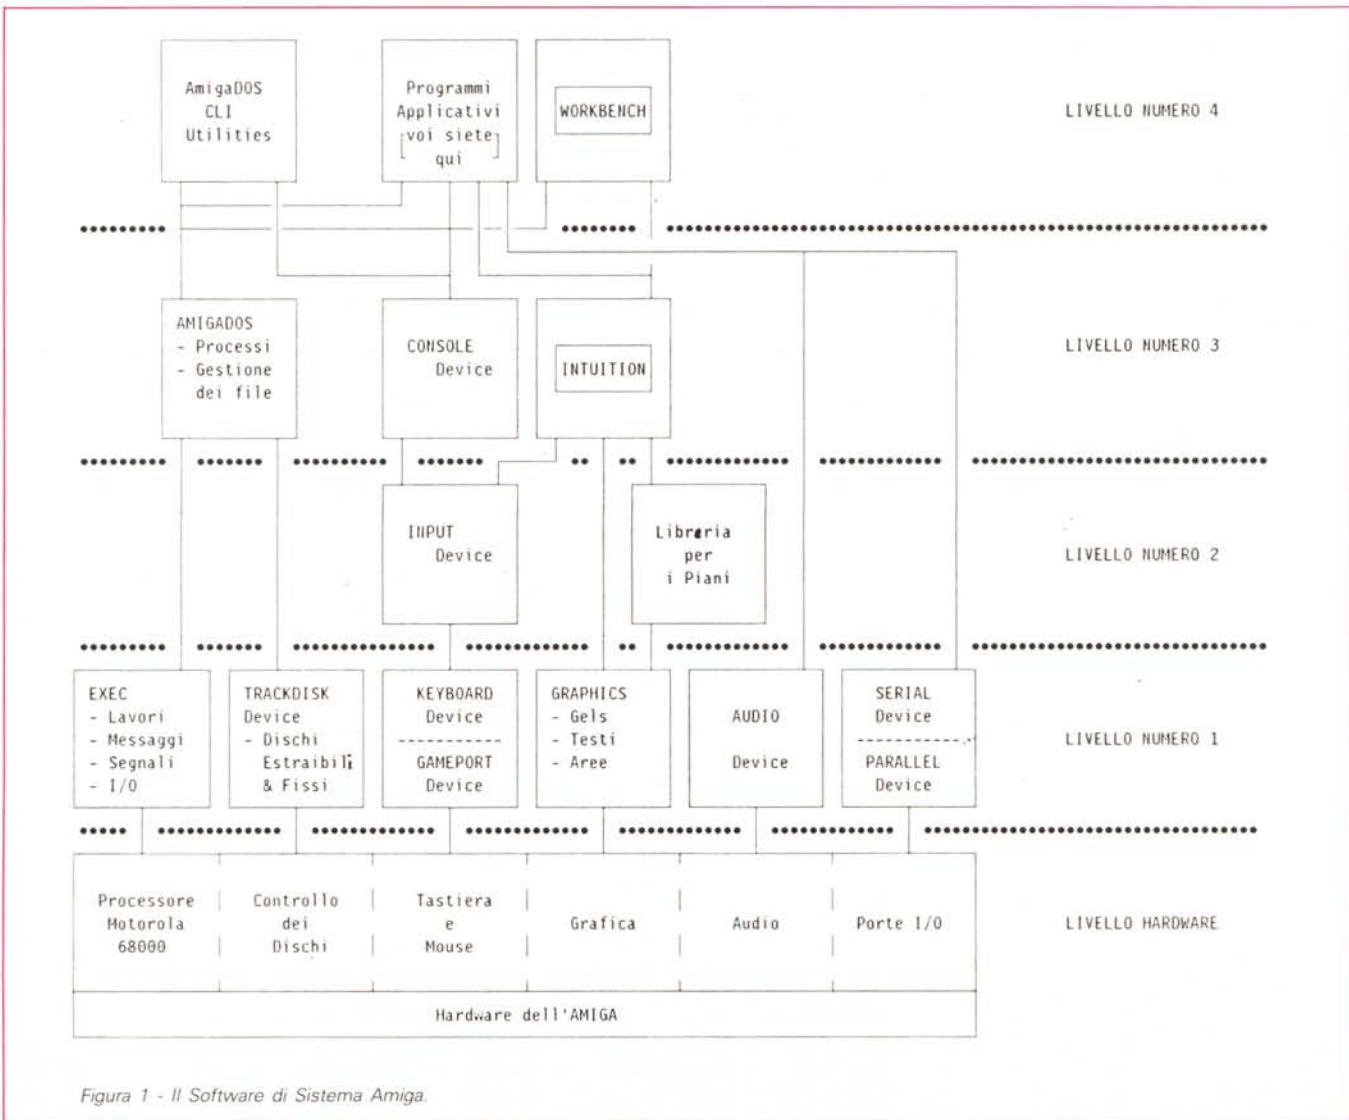 AmigaDOS
CLI
Utilities
Programmi
Applicativi
voi siete
qui
WORKBENCH
LIVELLO NUMERO 4
AMIGADOS
- Processi
- Gestione
dei file
CONSOLE
Device
INTUITION
LIVELLO NUMERO 3
INPUT
Device
Libreria
per
i Piani
LIVELLO NUMERO 2
EXEC
- Lavori
- Messaggi
- Segnali
- I/O
TRACKDISK
Device
- Dischi
Estraibili
& Fissi
KEYBOARD
Device
GAMEPORT
Device
GRAPHICS
- Gels
- Testi
- Aree
AUDIO
Device
SERIAL
Device
PARALLEL
Device
LIVELLO NUMERO 1
Processore
Motorola
68000
Controllo
dei
Dischi
Tastiera
e
Mouse
Grafica
Audio
Porte I/O
LIVELLO HARDWARE
Hardware dell'AMIGA
Figura 1 - Il Software di Sistema Amiga.